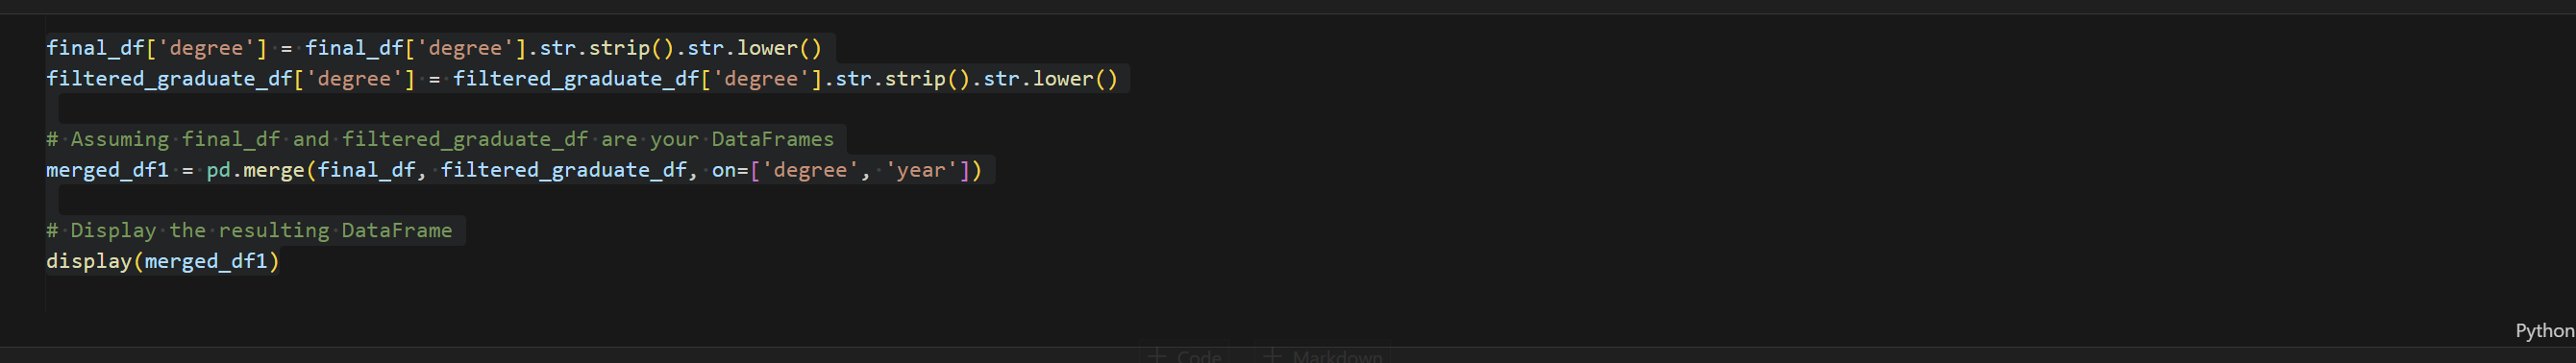 final_df['degree'] = final_df['degree'].str.strip().str.lower()
filtered_graduate_df['degree'] = filtered_graduate_df['degree'].str.strip().str.lower()
# Assuming final_df and filtered_graduate_df are your DataFrames
merged_df1 = pd.merge(final_df, filtered_graduate_df, on=['degree', 'year'])
# Display the resulting DataFrame
display(merged_df1)
Python
+ Code + Markdown